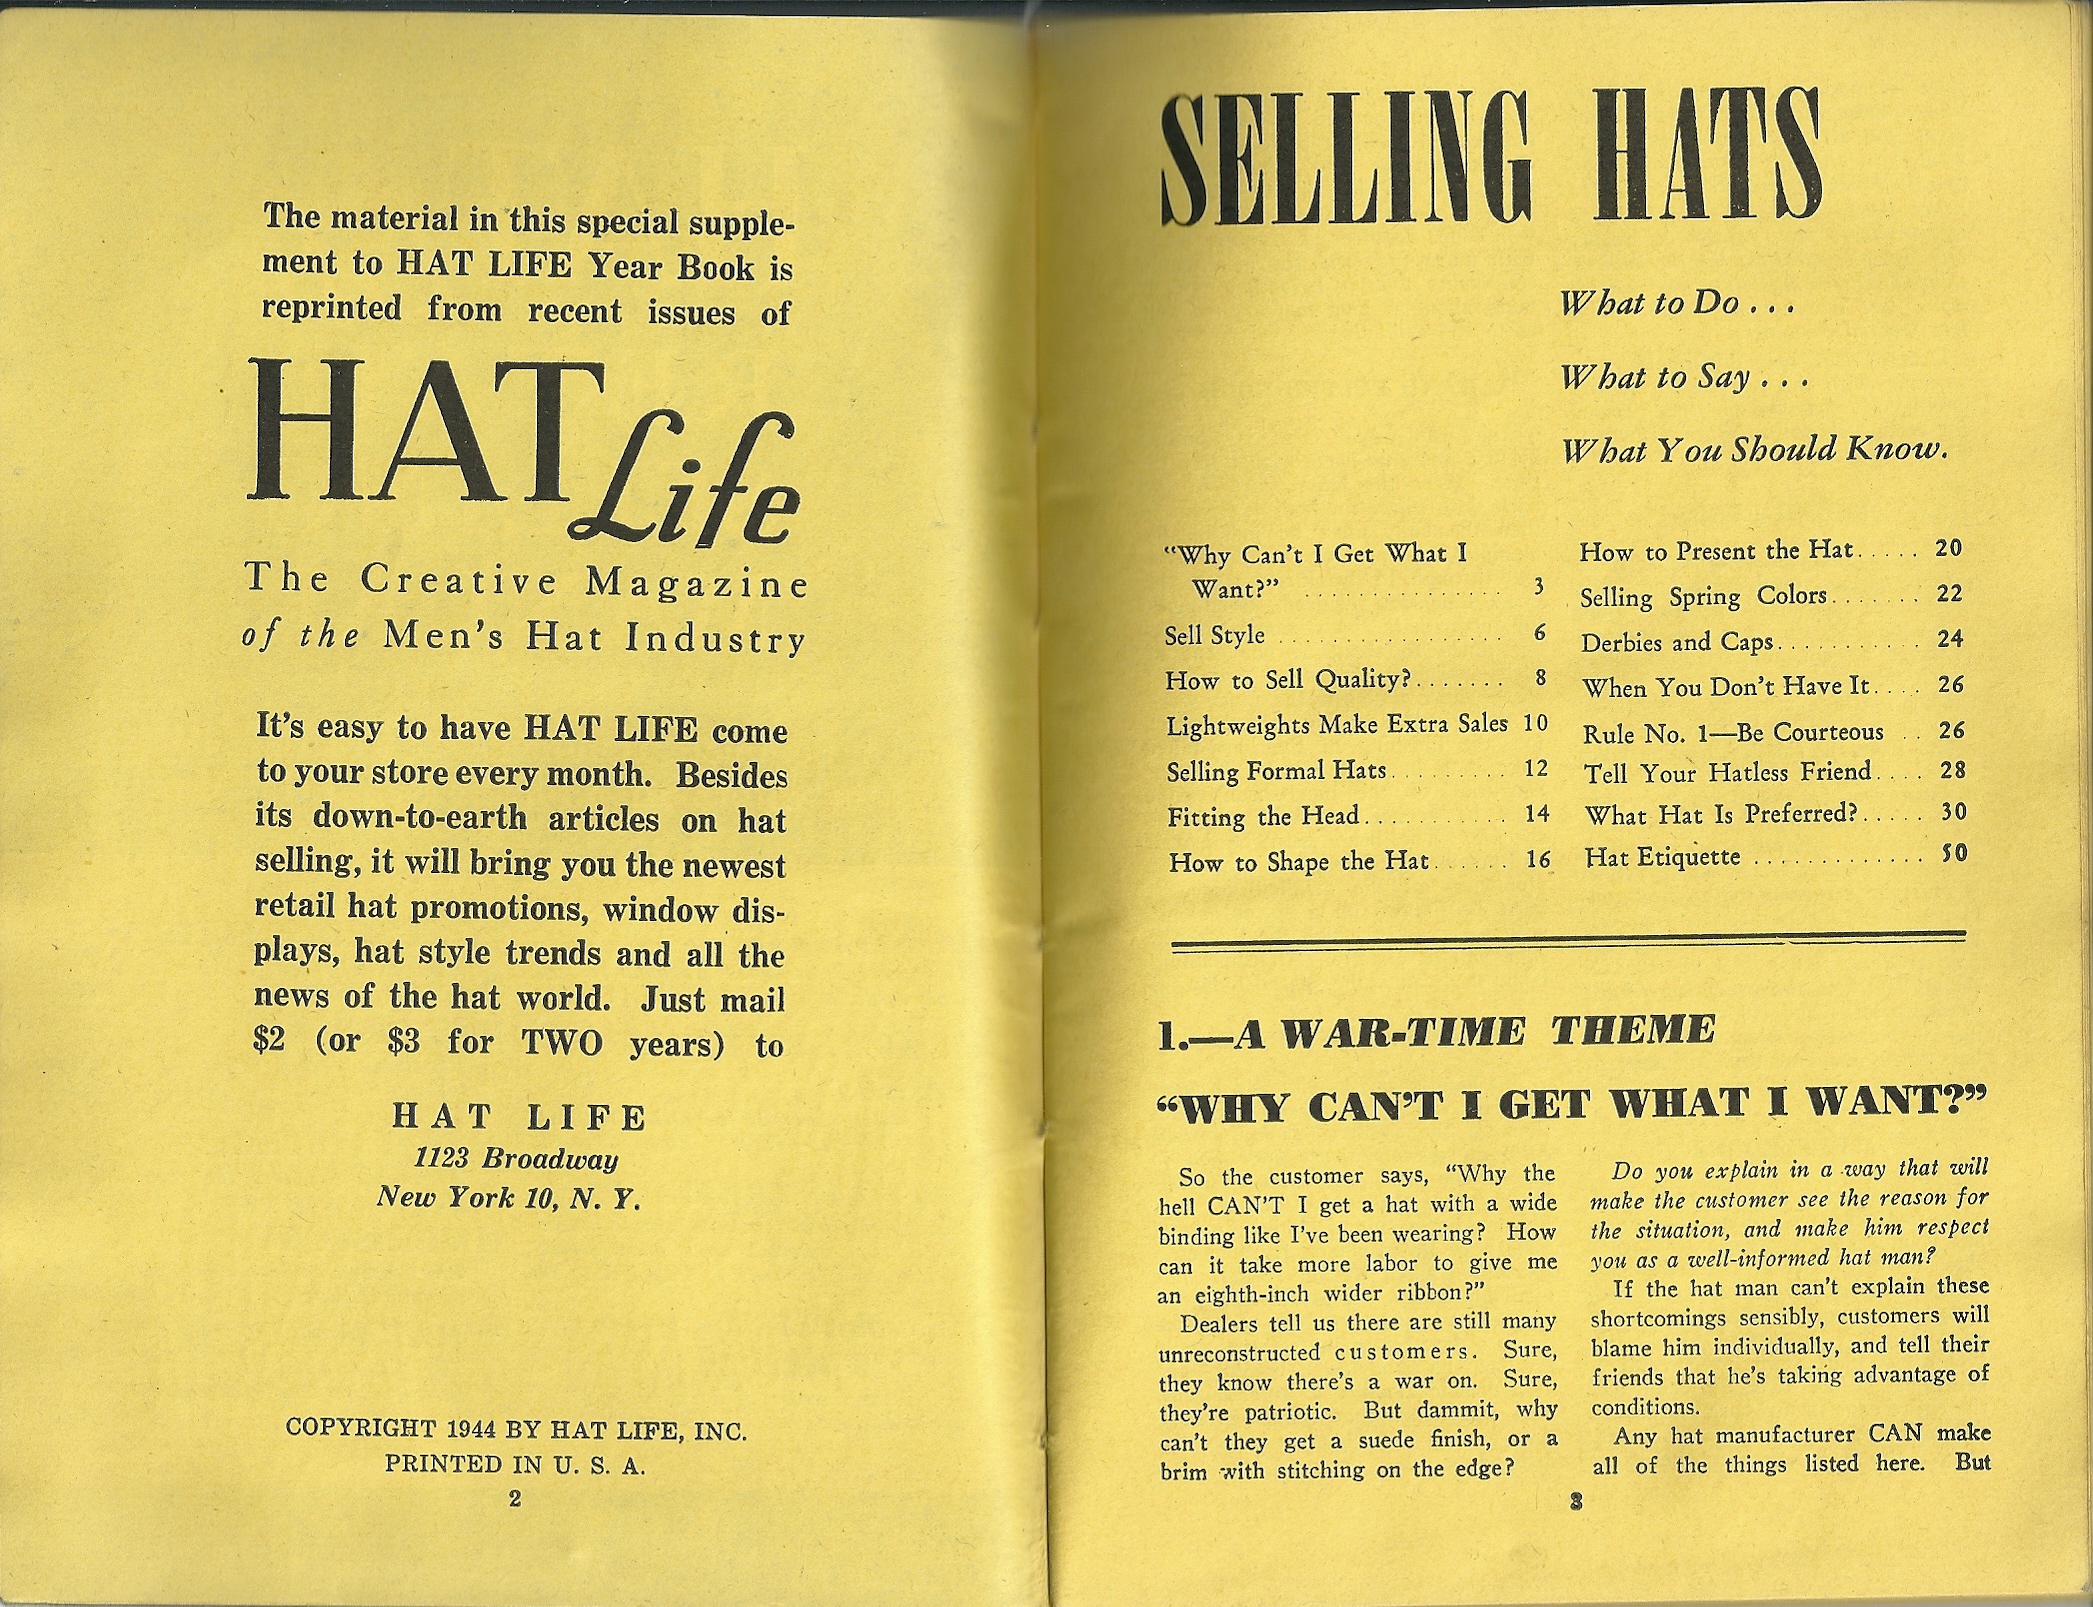 The material in this special supple-
ment to HAT LIFE Year Book is
reprinted from recent issues of
HAT Life
The Creative Magazine
of the Men's Hat Industry
It's easy to have HAT LIFE come
to your store every month. Besides
its down-to-earth articles on hat
selling, it will bring you the newest
retail hat promotions, window dis-
plays, hat style trends and all the
news of the hat world. Just mail
$2 (or $3 for TWO years) to
HAT LIFE
1123 Broadway
New York 10, N. Y.
COPYRIGHT 1944 BY HAT LIFE, INC.
PRINTED IN U. S. A.
2
SELLING HATS
What to Do . . .
What to Say . . .
What You Should Know.
"Why Can't I Get What I
Want?" . . . . . . . . . . . . . . . 3
Sell Style . . . . . . . . . . . . . . . . . 6
How to Sell Quality? . . . . . . . 8
Lightweights Make Extra Sales 10
Selling Formal Hats . . . . . . . . . 12
Fitting the Head . . . . . . . . . . . 14
How to Shape the Hat . . . . . . 16
How to Present the Hat . . . . . 20
Selling Spring Colors . . . . . . . 22
Derbies and Caps . . . . . . . . . . . 24
When You Don't Have It . . . . 26
Rule No. 1—Be Courteous . . 26
Tell Your Hatless Friend . . . . 28
What Hat Is Preferred? . . . . . 30
Hat Etiquette . . . . . . . . . . . . . 50
1.—A WAR-TIME THEME
"WHY CAN'T I GET WHAT I WANT?"
So the customer says, "Why the
hell CAN'T I get a hat with a wide
binding like I've been wearing? How
can it take more labor to give me
an eighth-inch wider ribbon?"
Dealers tell us there are still many
unreconstructed customers. Sure,
they know there's a war on. Sure,
they're patriotic. But dammit, why
can't they get a suede finish, or a
brim with stitching on the edge?
Do you explain in a way that will
make the customer see the reason for
the situation, and make him respect
you as a well-informed hat man?
If the hat man can't explain these
shortcomings sensibly, customers will
blame him individually, and tell their
friends that he's taking advantage of
conditions.
Any hat manufacturer CAN make
all of the things listed here. But
3